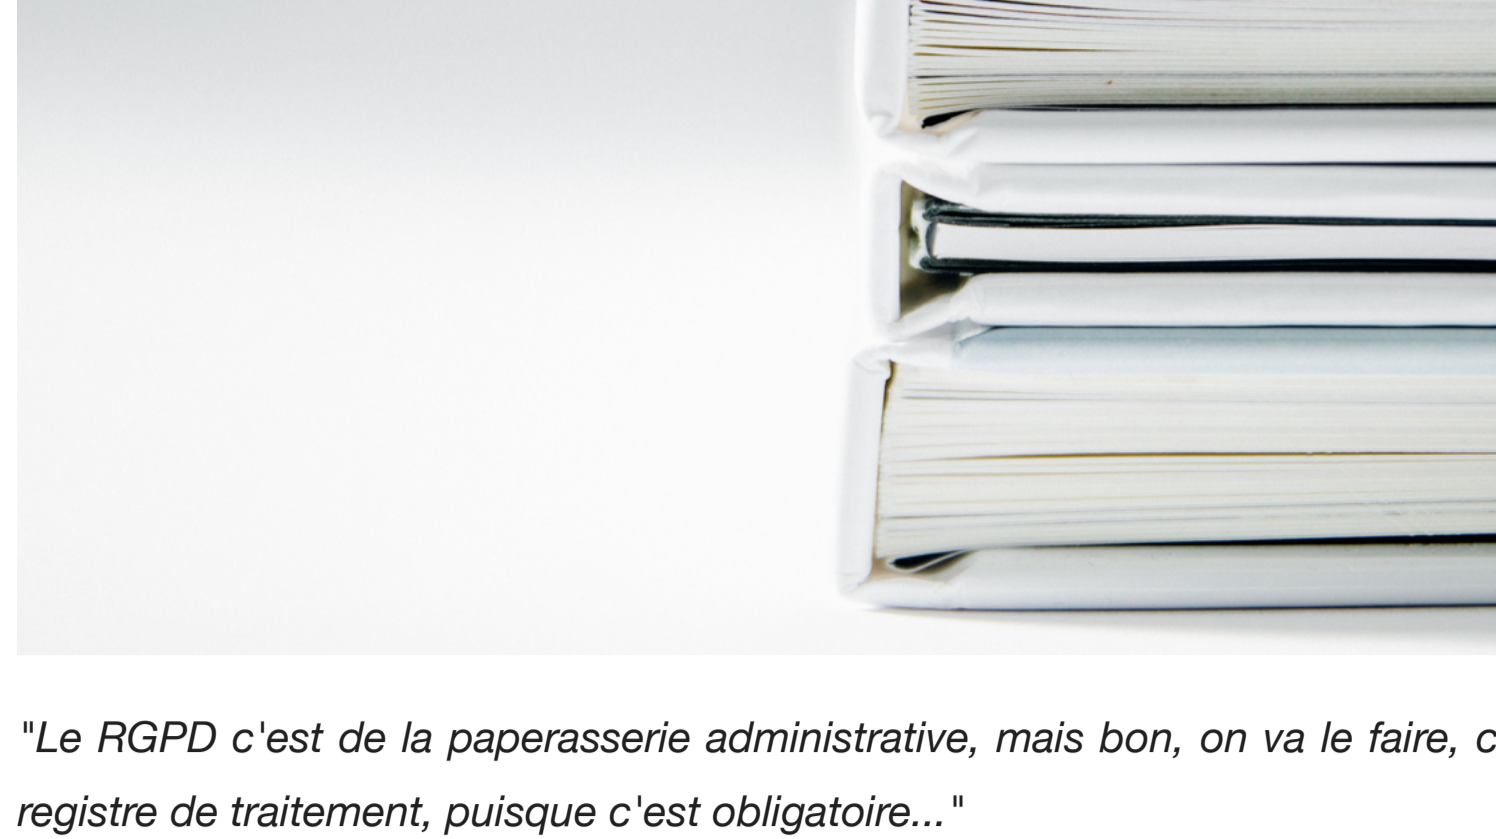 "Le RGPD c'est de la paperasserie administrative, mais bon, on va le faire, c
registre de traitement, puisque c'est obligatoire..."